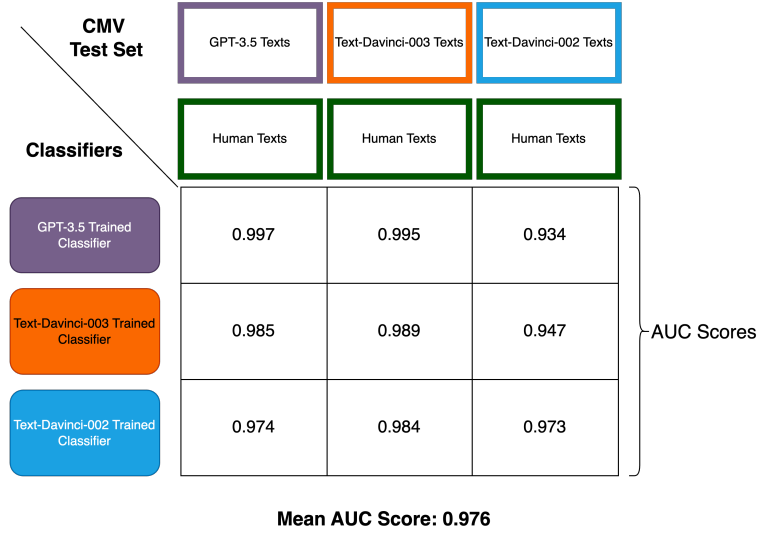 CMV
Test Set
GPT-3.5 Texts
Text-Davinci-003 Texts
Text-Davinci-002 Texts
Human Texts
Human Texts
Human Texts
Classifiers
GPT-3.5 Trained
Classifier
0.997
0.995
0.934
Text-Davinci-003 Trained
Classifier
0.985
0.989
0.947
AUC Scores
Text-Davinci-002 Trained
Classifier
0.974
0.984
0.973
Mean AUC Score: 0.976